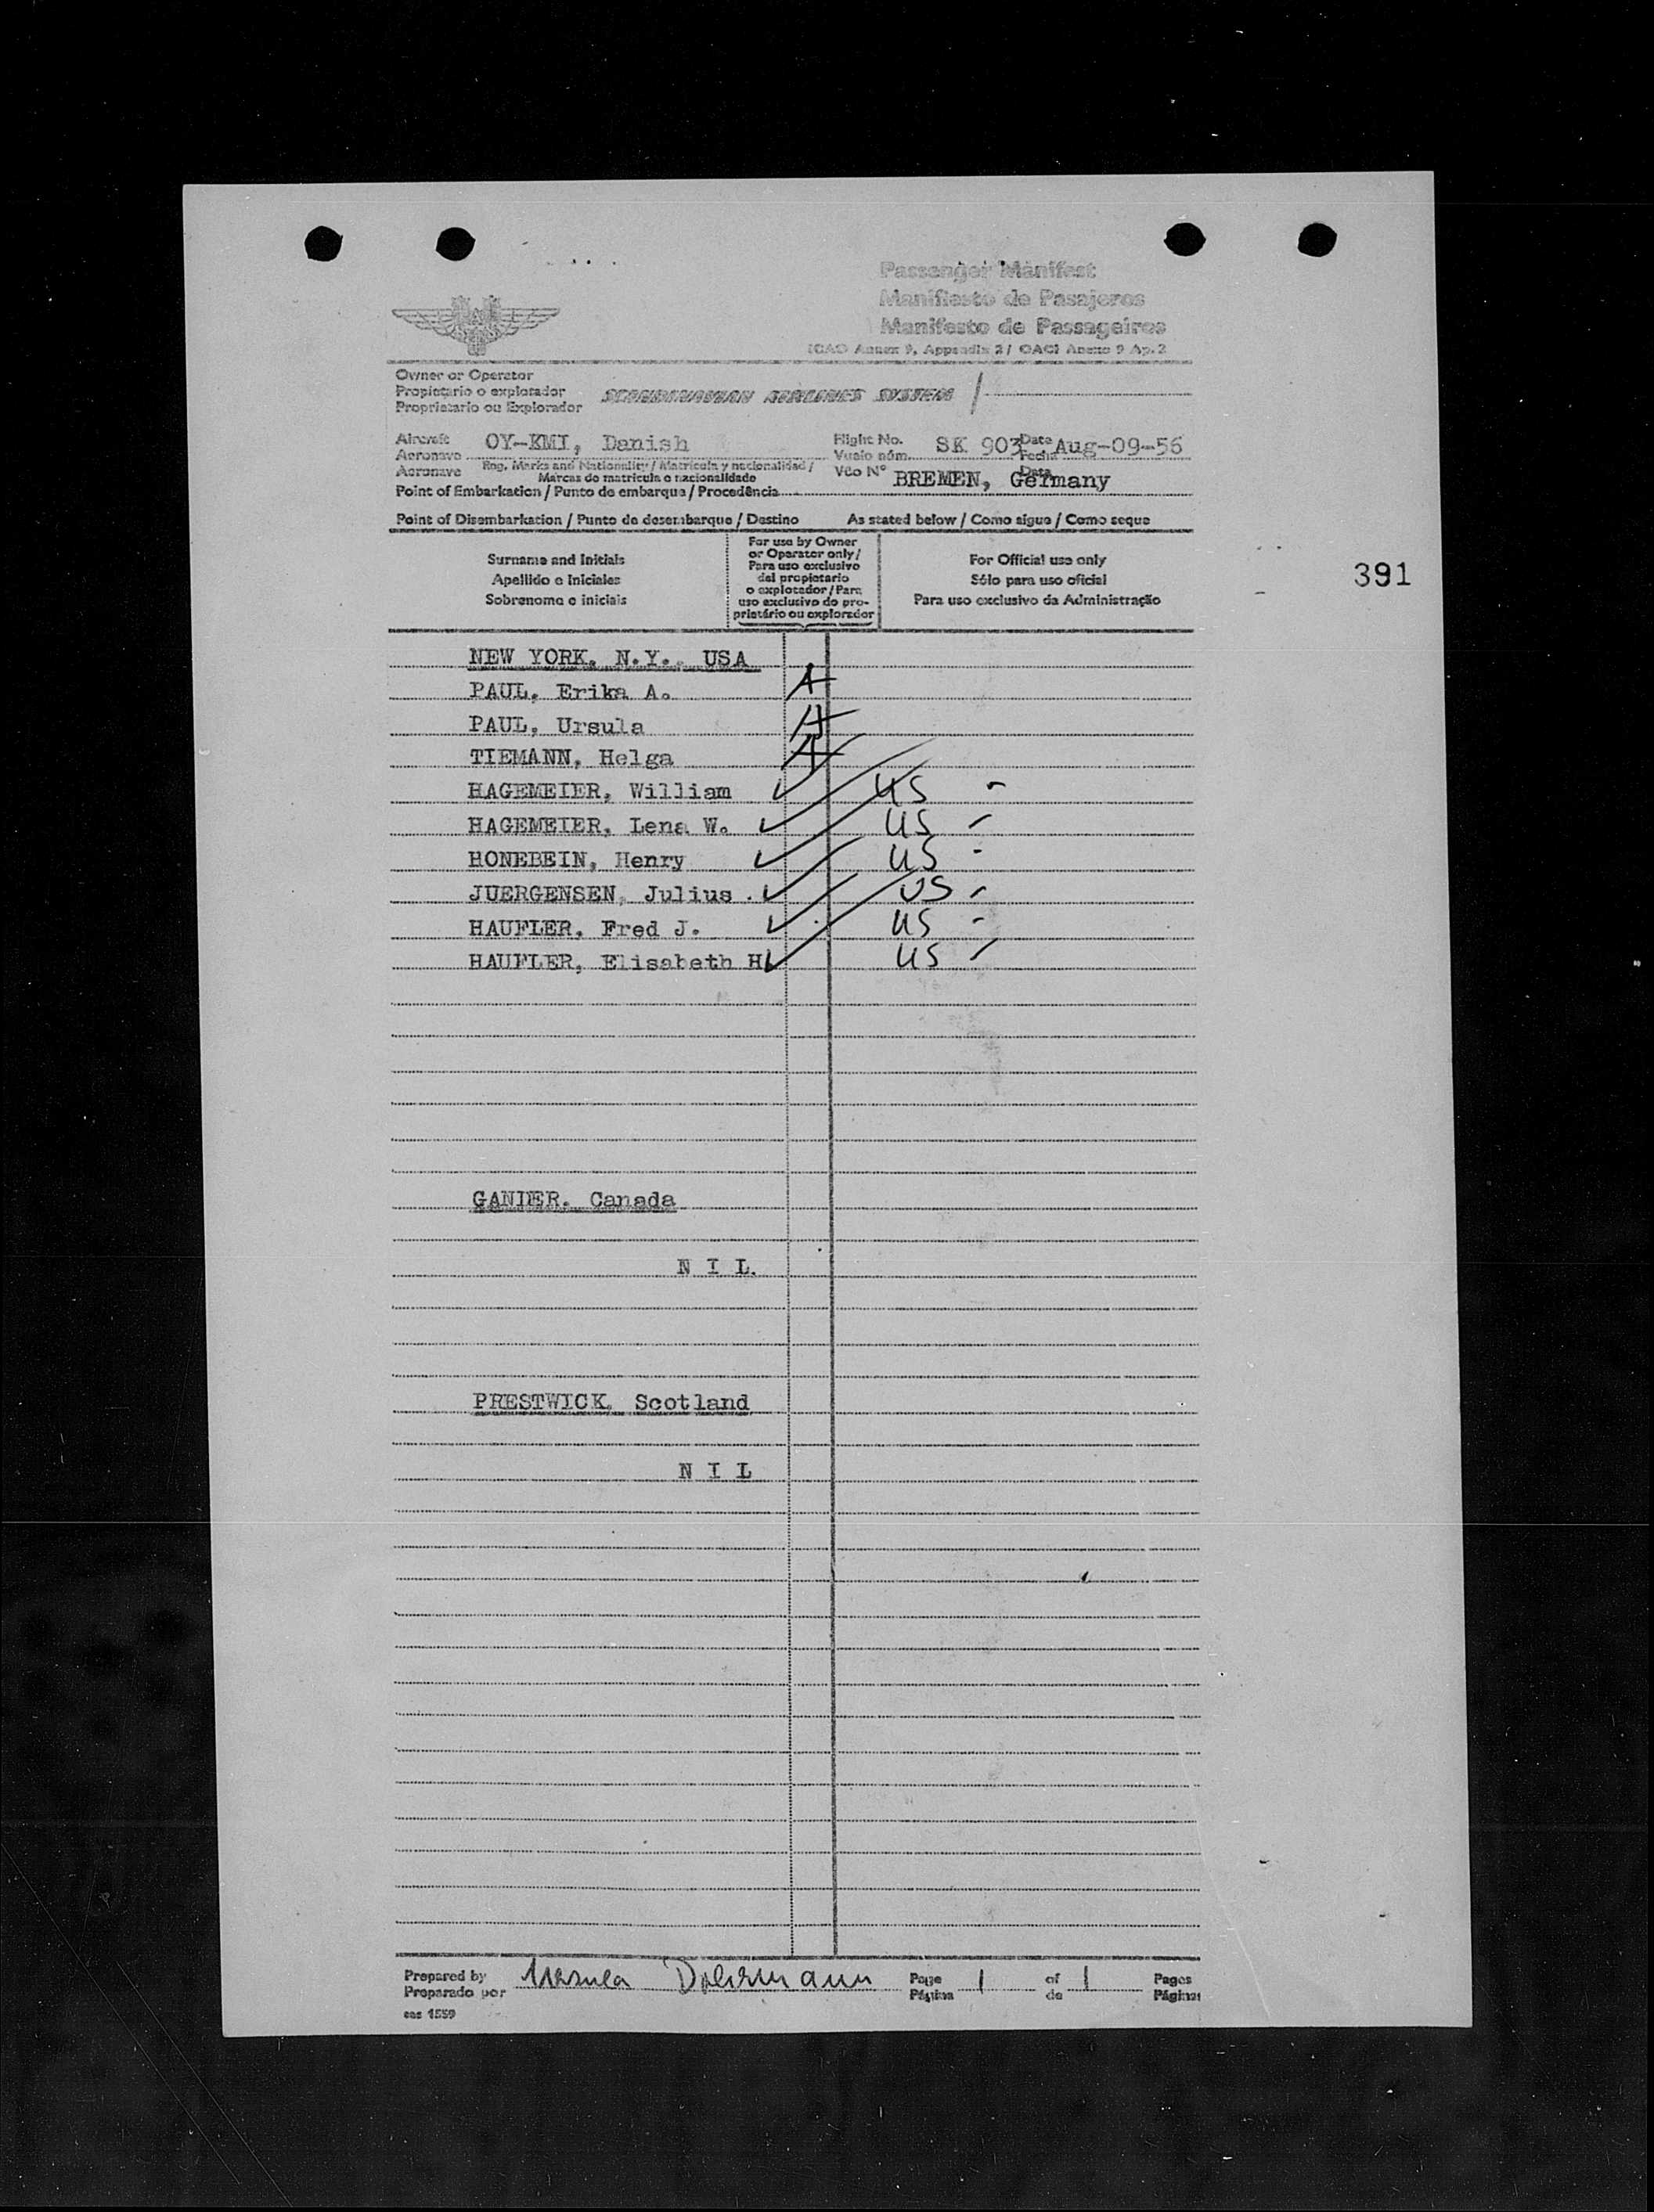 Passenger Manifest
Manifiesto de Pasajeros
Manifesto de Passageiros
ICAO Annex 9, Appendix 2 / OACI Anexo 9 Ap. 2
Owner or Operator
Propietario o explotador SCANDINAVIAN AIRLINES SYSTEM
Proprietario ou Explorador
Aircraft OY-KMI, Danish Flight No. SK 903 Date Aug-09-56
Aeronave Vuelo núm. Fecha
Aeronave Reg. Marks and Nationality / Matricula y nacionalidad / Vôo Nº Data
Marcas de matricula e nacionalidade
Point of Embarkation / Punto de embarque / Procedência BREMEN, Germany
Point of Disembarkation / Punto de desembarque / Destino As stated below / Como sigue / Como segue
Surname and Initials
Apellido e Iniciales
Sobrenome e iniciais
For use by Owner
or Operator only /
Para uso exclusivo
del propietario
o explotador / Para
uso exclusivo do pro-
prietário ou explorador
For Official use only
Sólo para uso oficial
Para uso exclusivo da Administração
391
NEW YORK, N.Y., USA
PAUL, Erika A. A
PAUL, Ursula A
TIEMANN, Helga A
HAGEMEIER, William US
HAGEMEIER, Lena W. US
HONEBEIN, Henry US
JUERGENSEN, Julius . US
HAUFLER, Fred J. US
HAUFLER, Elisabeth H. US
GANDER. Canada
N I L.
PRESTWICK, Scotland
N I L
Prepared by Ursula Page 1 of 1 Pages
Preparado por Página de Páginas
sas 1559